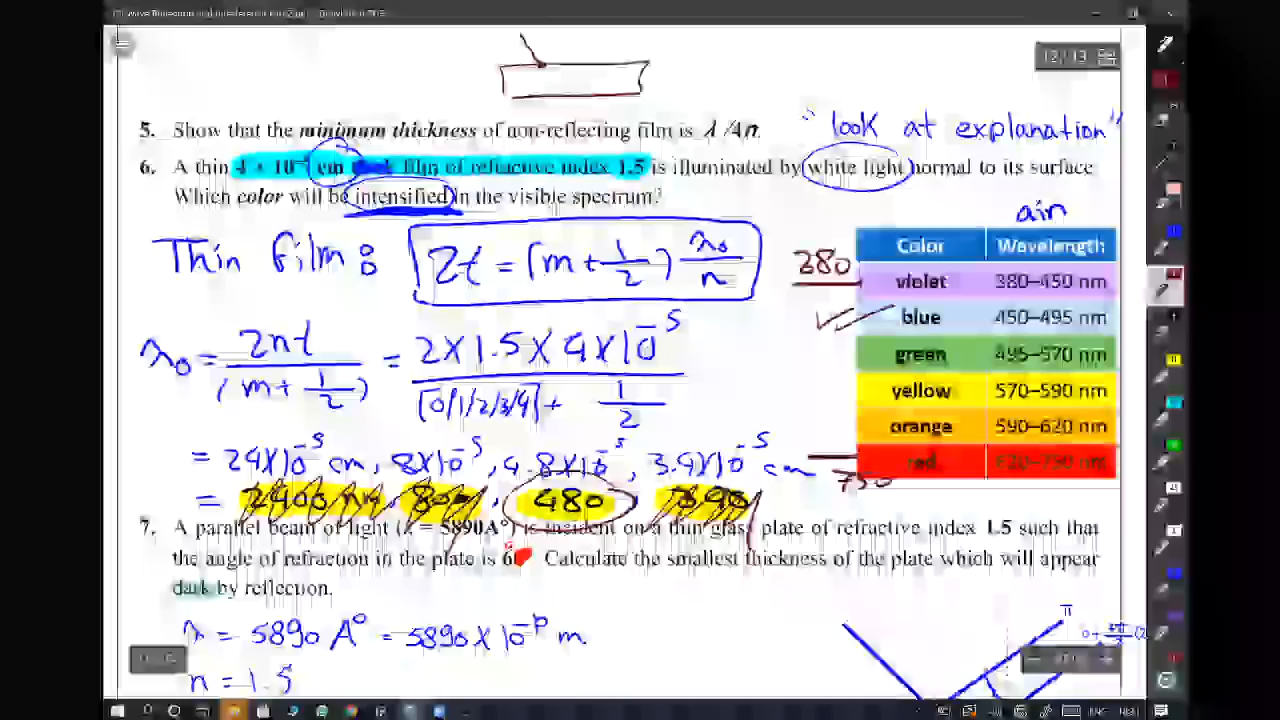 12/13
5. Show that the minimum thickness of non-reflecting film is λ/4n.
"look at explanation"
6. A thin 4 × 10⁻⁵ cm thick film of refractive index 1.5 is illuminated by white light normal to its surface.
Which color will be intensified in the visible spectrum?
Thin film:
2t = (m + 1/2) λ₀/n
air
Color Wavelength
380
violet 380–450 nm
blue 450–495 nm
green 495–570 nm
yellow 570–590 nm
orange 590–620 nm
red 620–750 nm
750
λ₀ = 2nt/(m + 1/2) = 2×1.5×4×10⁻⁵/[0/1/2/3/4] + 1/2
= 24×10⁻⁵ cm, 8×10⁻⁵, 4.8×10⁻⁵, 3.4×10⁻⁵ cm
= 2400 nm, 800, 480,
7. A parallel beam of light (λ = 5890A°) is incident on a thin glass plate of refractive index 1.5 such that
the angle of refraction in the plate is 6 Calculate the smallest thickness of the plate which will appear
dark by reflection.
λ = 5890 A° = 5890 × 10⁻¹⁰ m
π
n = 1.5